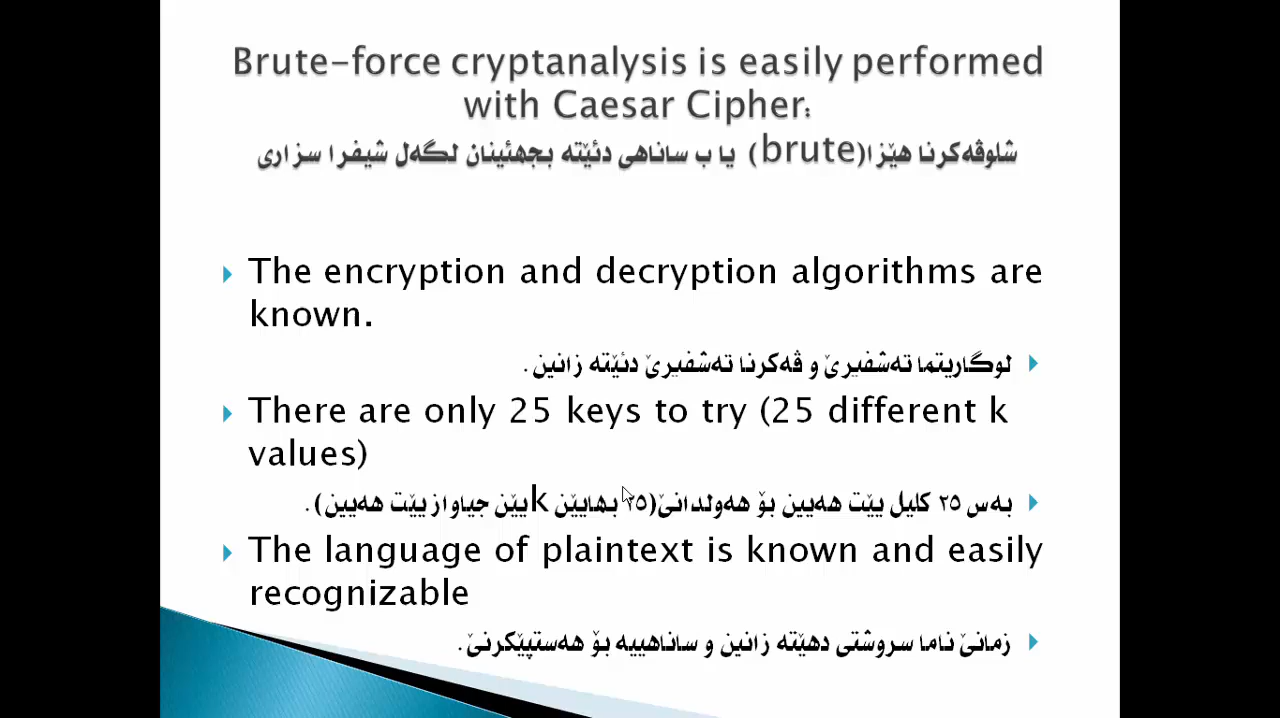 Brute-force cryptanalysis is easily performed
with Caesar Cipher:
شلوڤەکرنا هێزا(brute) یا ب ساناهی دئێتە بجهئینان لگەل شیفرا سزاری
The encryption and decryption algorithms are
known.
لوگاریتما تەشفیرێ و ڤەکرنا تەشفیرێ دئێتە زانین.
There are only 25 keys to try (25 different k
values)
بەس ٢٥ کلیل یێت هەیین بۆ هەولدانێ(٢٥ بهایێن k یێن جیاواز یێت هەیین).
The language of plaintext is known and easily
recognizable
زمانێ ناما سروشتی دهێتە زانین و ساناهییە بۆ هەستپێکرنێ.